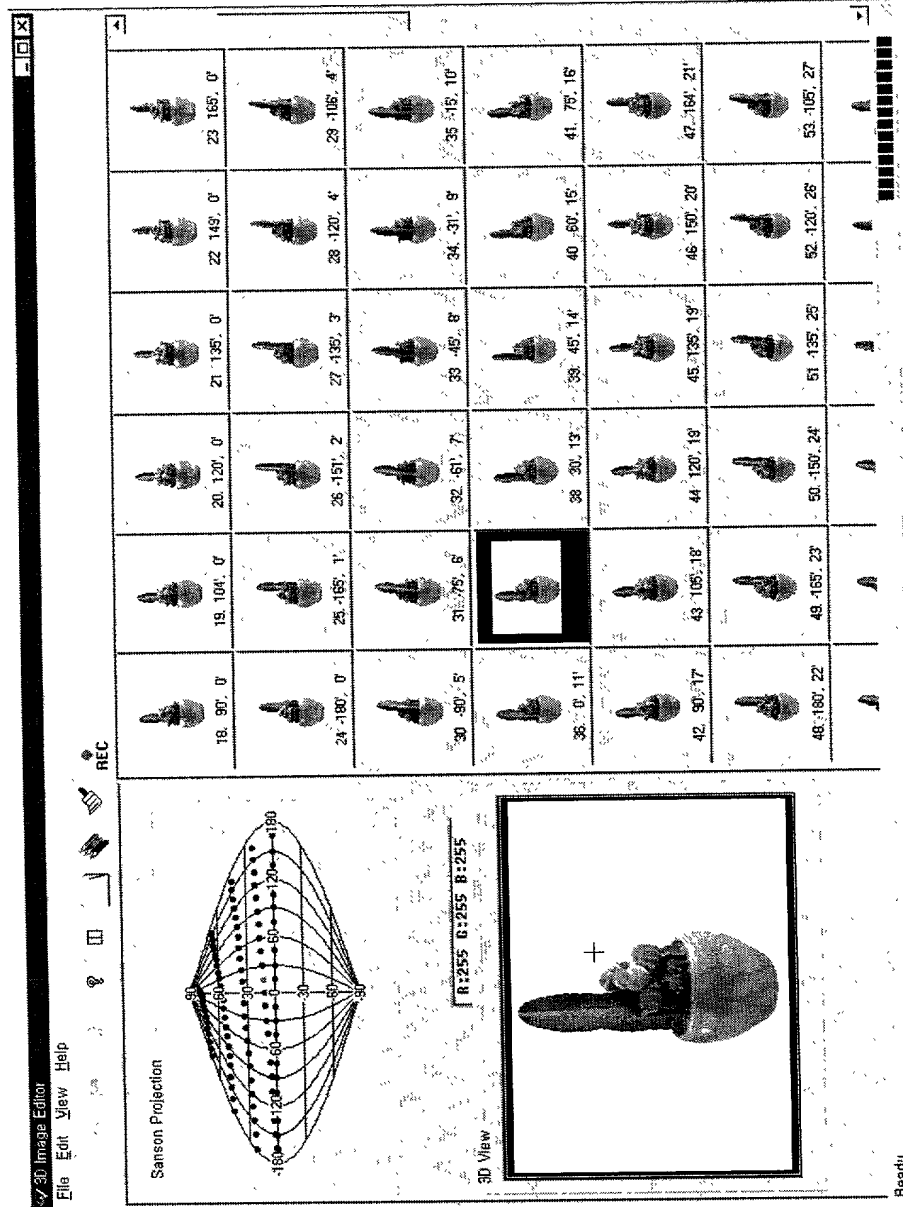 3D Image Editor
File Edit View Help
REC
Sanson Projection
90
60
30
-180 -120 -60 0 60 120 180
-30
-60
-90
R:255 G:255 B:255
3D View
18. 90', 0'
19. 104', 0'
20. 120', 0'
21 135', 0'
22 149', 0'
23 165', 0'
24 -180', 0'
25. -165', 1'
26 -151', 2'
27 -135', 3'
28 -120', 4'
29 -106', 4'
30 -90', 5'
31. -75', 6'
32. -61', 7'
33 -45', 8'
34. -31', 9'
35 -15', 10'
36. 0', 11'
38 30', 13'
39. 45', 14'
40 -60', 15'
41. 75', 16'
42. 90', 17'
43 105', 18'
44 120', 19'
45. 135', 19'
46 150', 20'
47. 164', 21'
48. -180', 22'
49. -165', 23'
50. -150', 24'
51 -135', 25'
52. -120', 26'
53. -105', 27'
Ready